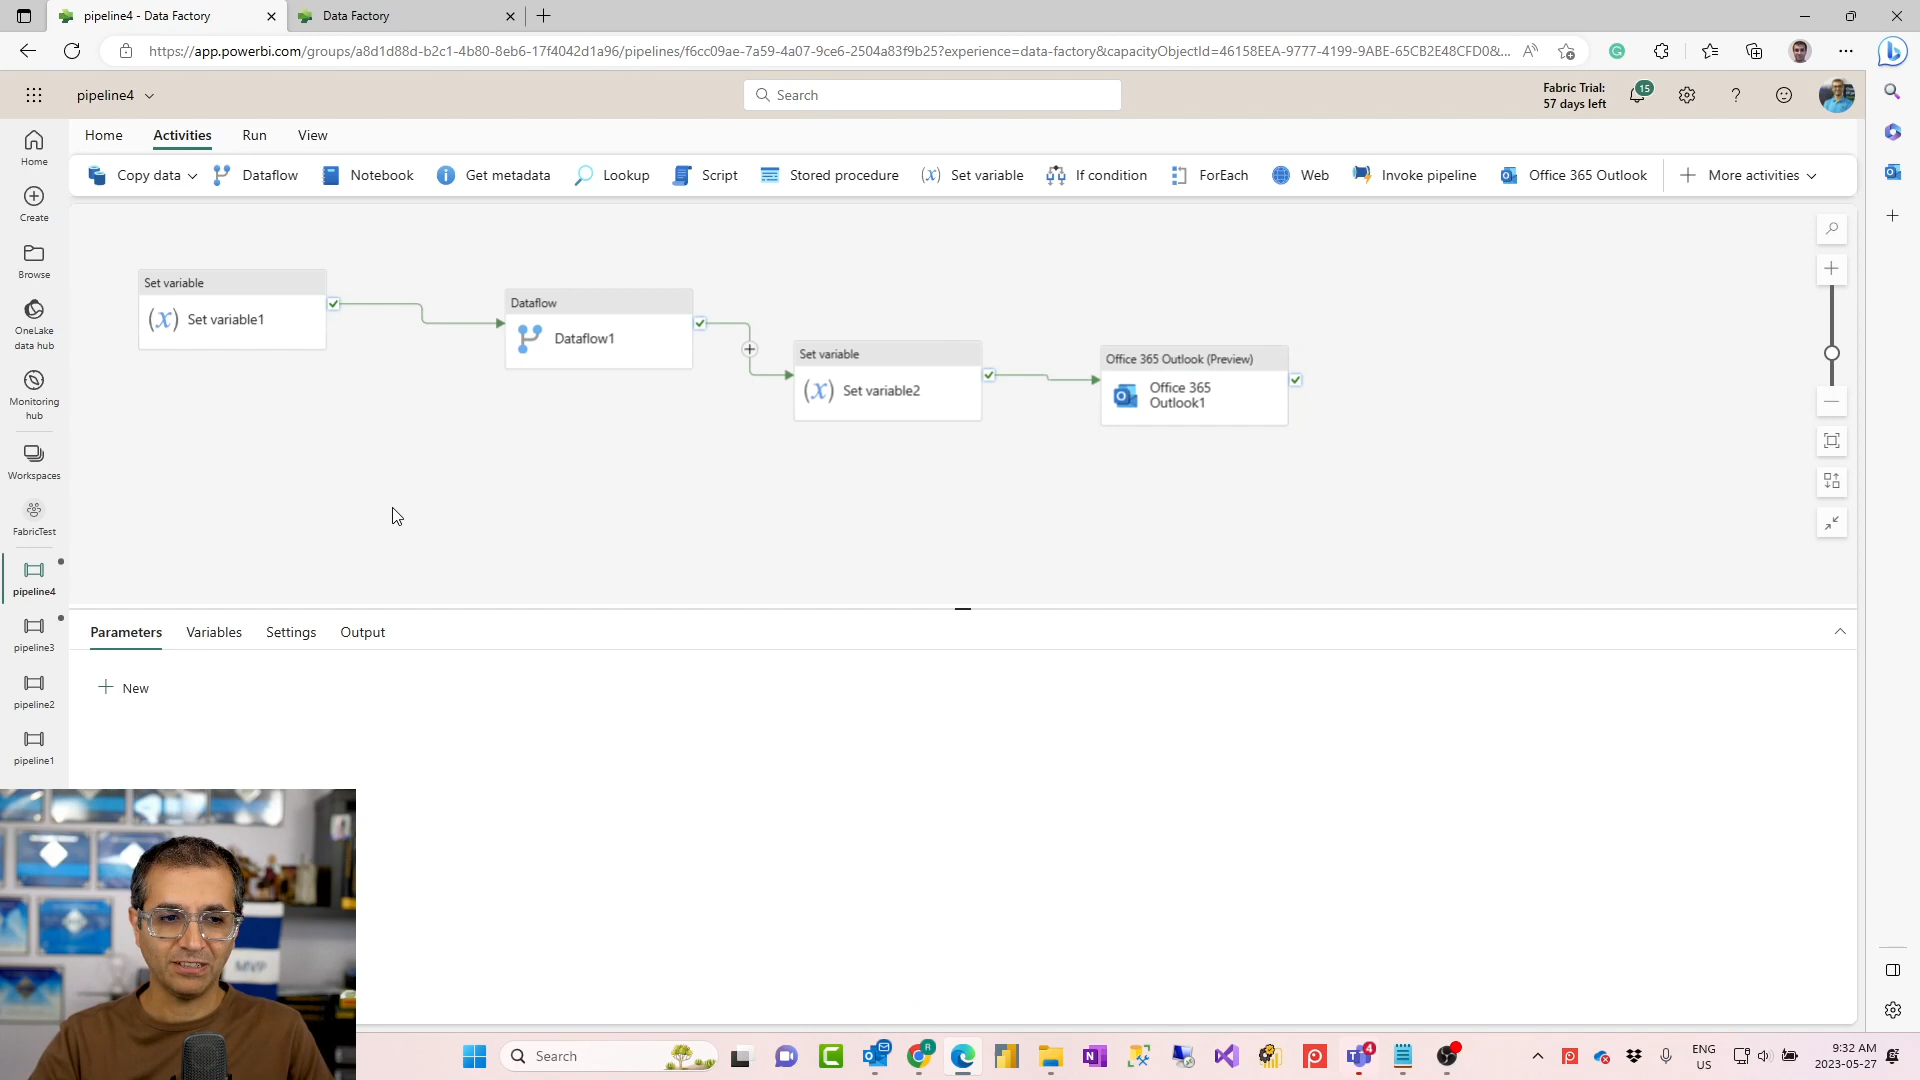 pipeline4 - Data Factory
Data Factory
https://app.powerbi.com/groups/a8d1d88d-b2c1-4b80-8eb6-17f4042d1a96/pipelines/f6cc09ae-7a59-4a07-9ce6-2504a83f9b25?experience=data-factory&capacityObjectId=46158EEA-9777-4199-9ABE-65CB2E48CFD0&...
pipeline4
Search
Fabric Trial:
57 days left
15
Home
Activities
Run
View
Copy data
Dataflow
Notebook
Get metadata
Lookup
Script
Stored procedure
(x) Set variable
If condition
ForEach
Web
Invoke pipeline
Office 365 Outlook
More activities
Home
Create
Browse
OneLake
data hub
Monitoring
hub
Workspaces
FabricTest
pipeline4
pipeline3
pipeline2
pipeline1
Set variable
(x) Set variable1
Dataflow
Dataflow1
Set variable
(x) Set variable2
Office 365 Outlook (Preview)
Office 365
Outlook1
Parameters
Variables
Settings
Output
New
MVP
Search
4
ENG
US
9:32 AM
2023-05-27